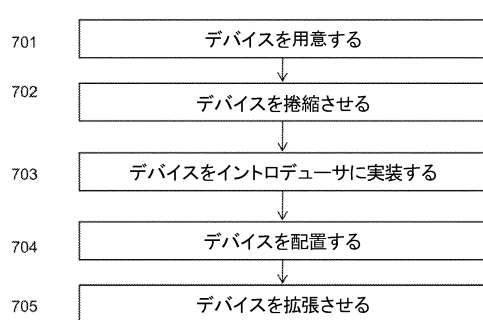 701 デバイスを用意する
702 デバイスを捲縮させる
703 デバイスをイントロデューサに実装する
704 デバイスを配置する
705 デバイスを拡張させる